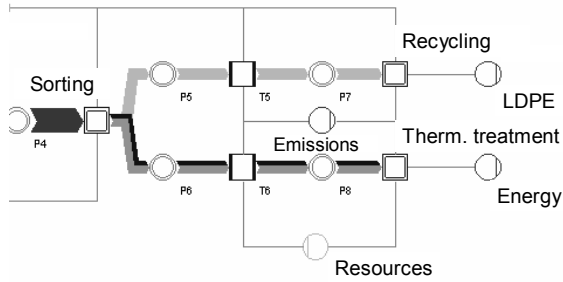 Recycling
Sorting
P5
T5
P7
LDPE
P4
Emissions
Therm. treatment
P6
T6
P8
Energy
Resources